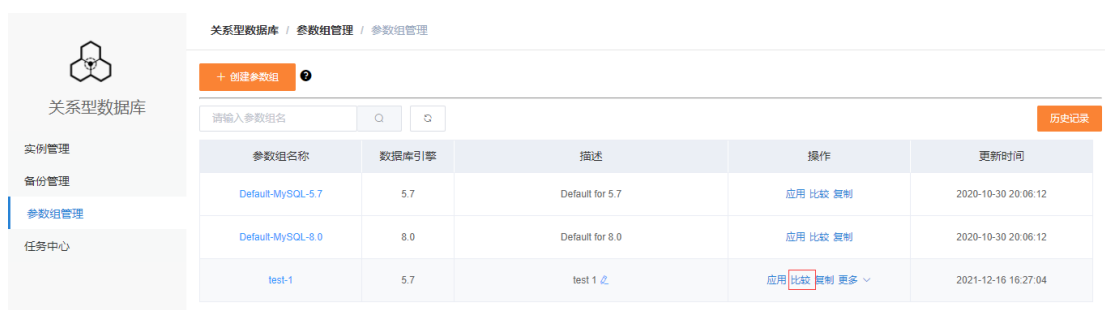 关系型数据库 / 参数组管理 / 参数组管理
+ 创建参数组 ?
关系型数据库
请输入参数组名
历史记录
实例管理
备份管理
参数组管理
任务中心
参数组名称 数据库引擎 描述 操作 更新时间
Default-MySQL-5.7 5.7 Default for 5.7 应用 比较 复制 2020-10-30 20:06:12
Default-MySQL-8.0 8.0 Default for 8.0 应用 比较 复制 2020-10-30 20:06:12
test-1 5.7 test 1 应用 比较 复制 更多 2021-12-16 16:27:04